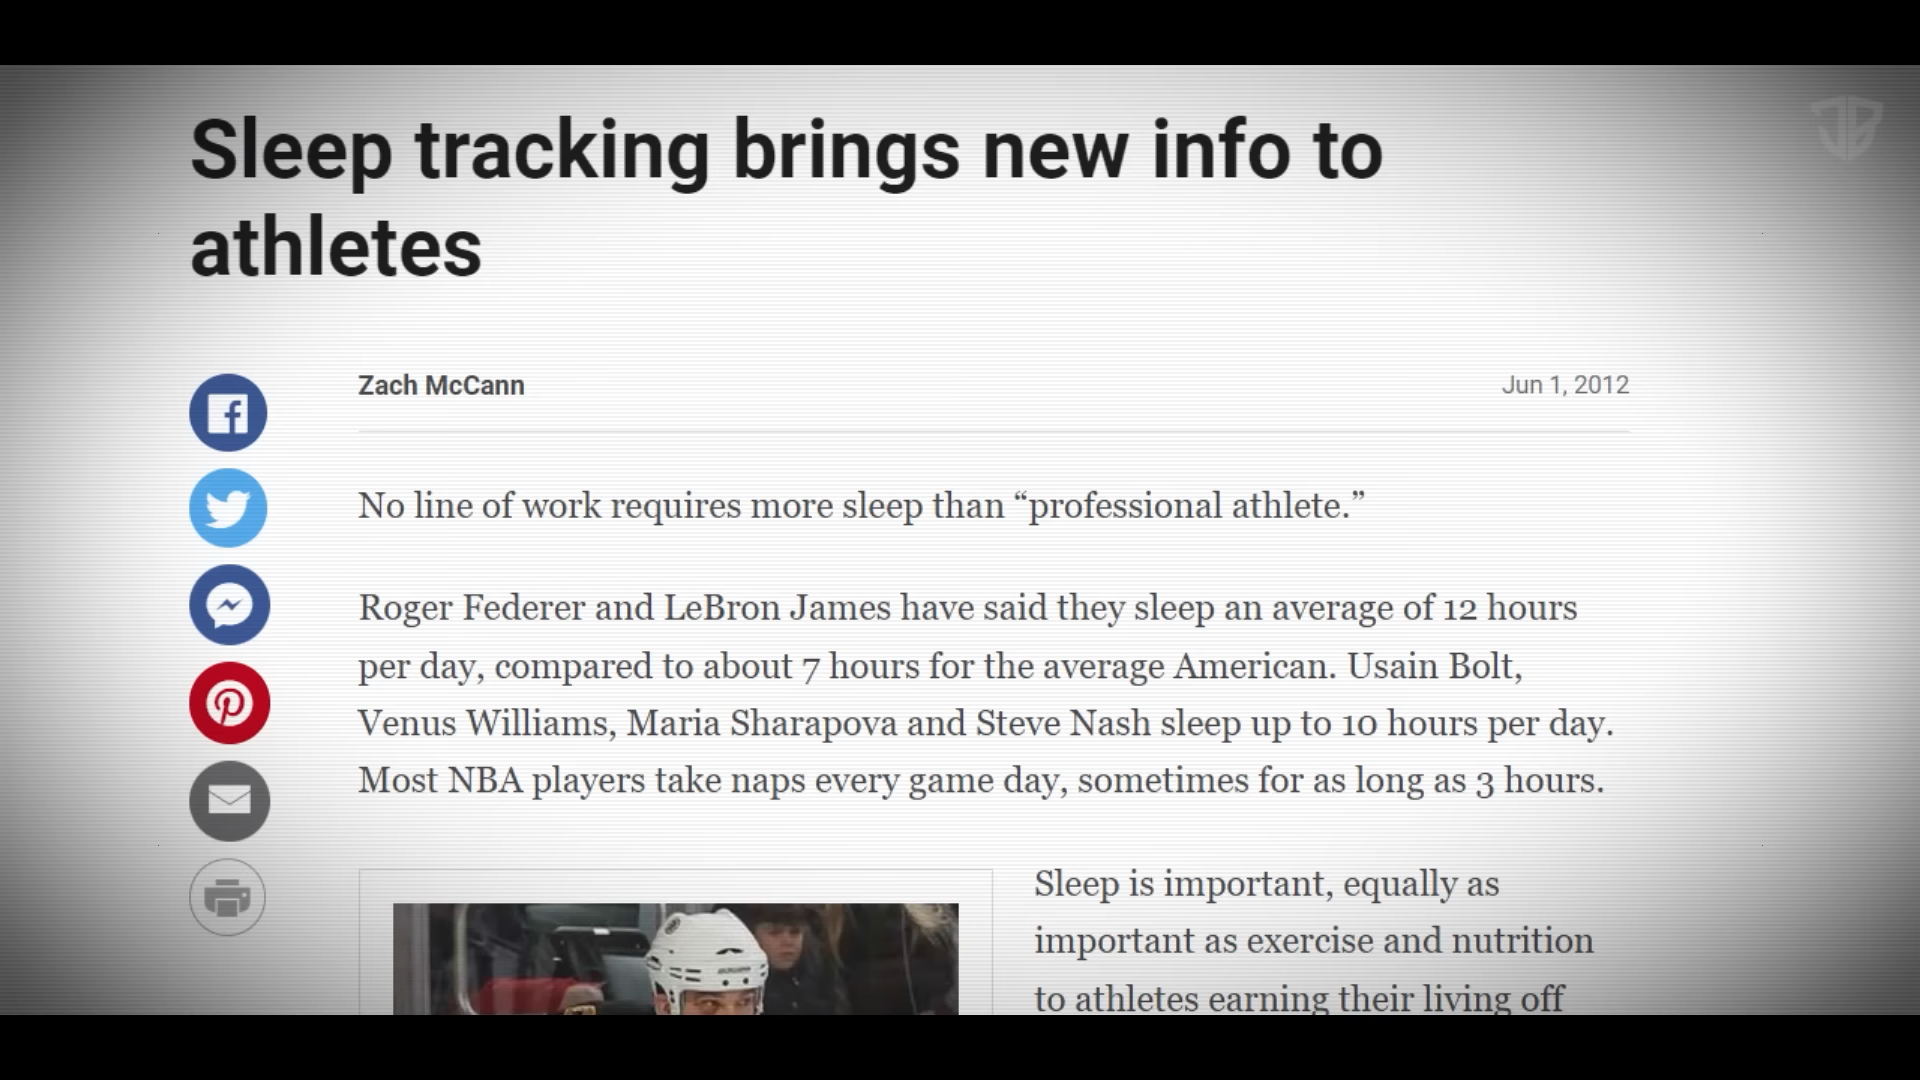 Sleep tracking brings new info to
athletes
Zach McCann
Jun 1, 2012
No line of work requires more sleep than “professional athlete.”
Roger Federer and LeBron James have said they sleep an average of 12 hours
per day, compared to about 7 hours for the average American. Usain Bolt,
Venus Williams, Maria Sharapova and Steve Nash sleep up to 10 hours per day.
Most NBA players take naps every game day, sometimes for as long as 3 hours.
Sleep is important, equally as
important as exercise and nutrition
to athletes earning their living off